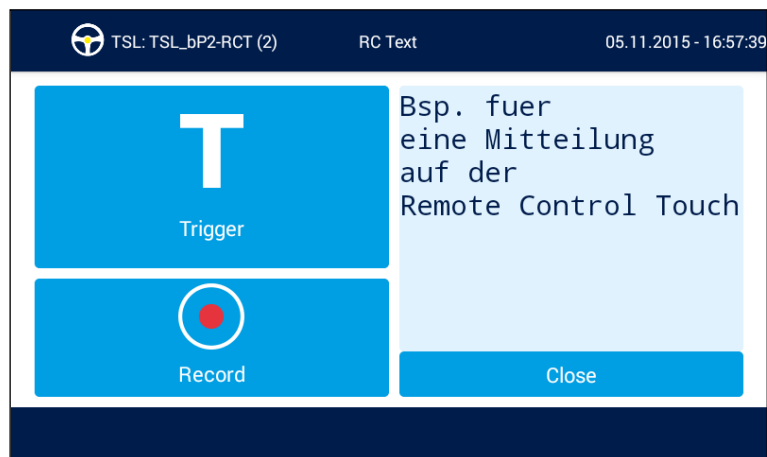 TSL: TSL_bP2-RCT (2) RC Text 05.11.2015 - 16:57:39
T
Trigger
Record
Bsp. fuer
eine Mitteilung
auf der
Remote Control Touch
Close